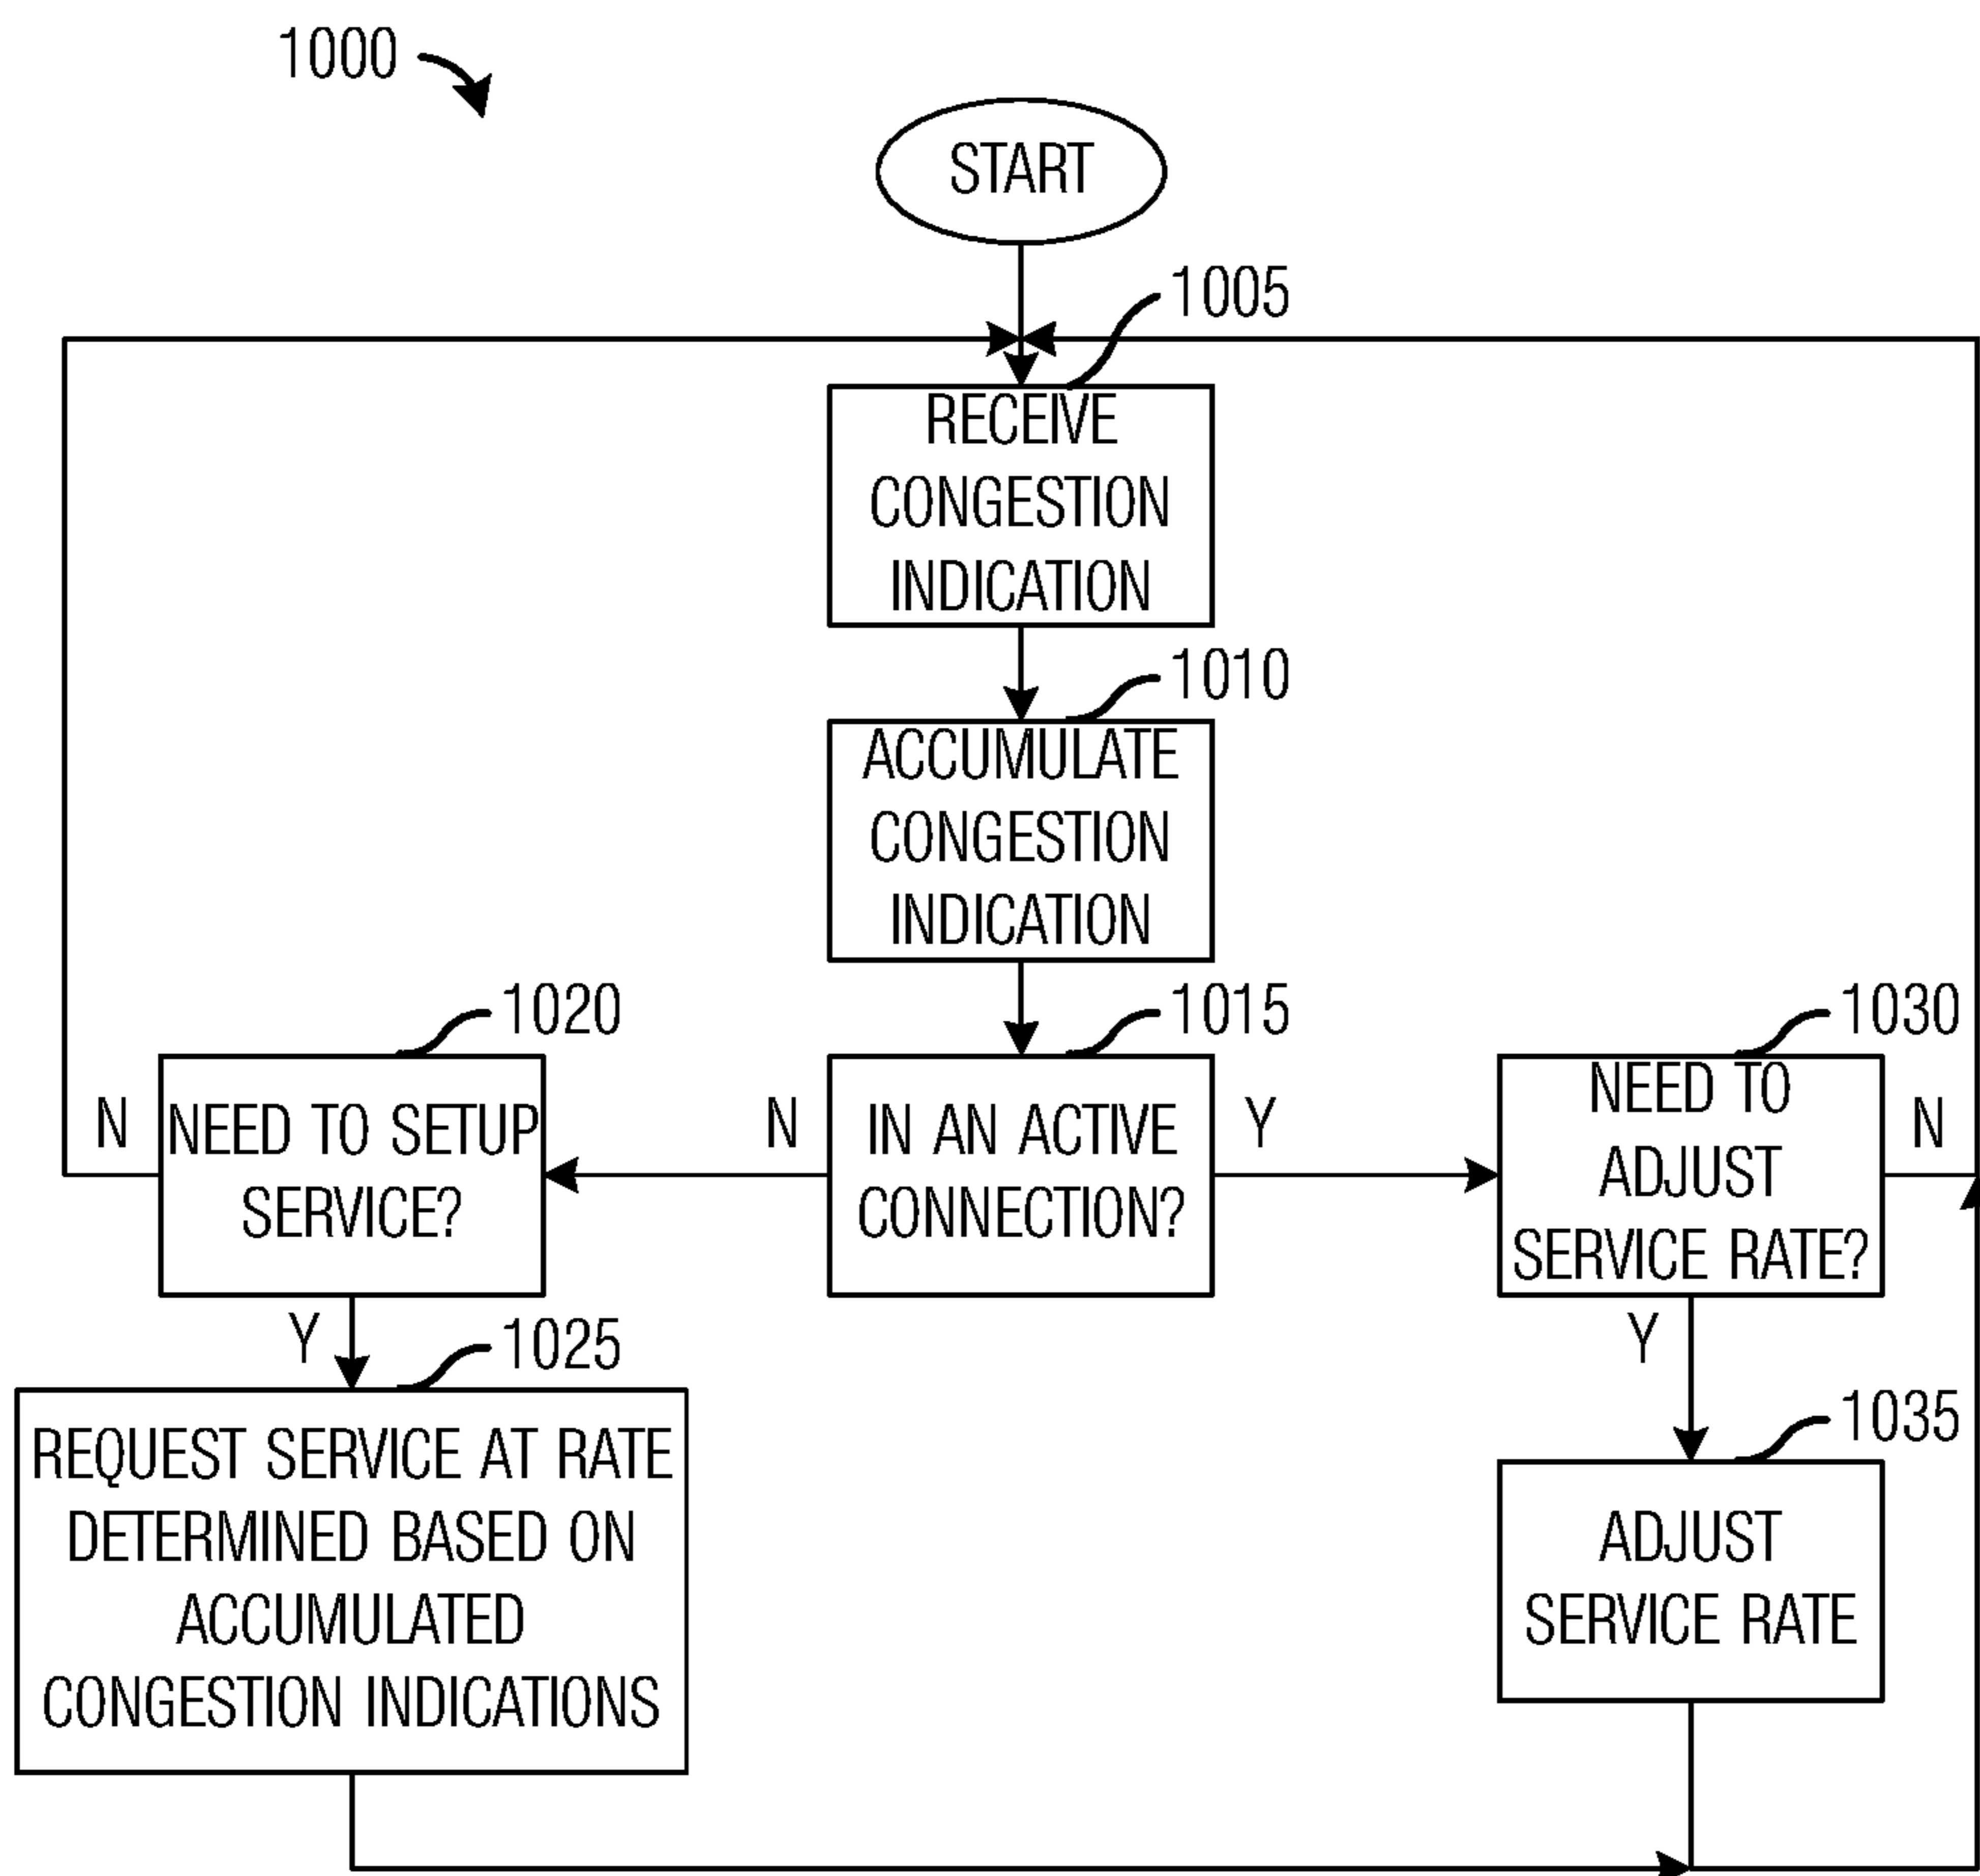 1000
START
1005
RECEIVE
CONGESTION
INDICATION
1010
ACCUMULATE
CONGESTION
INDICATION
1020
1015
1030
N
NEED TO SETUP
SERVICE?
N
IN AN ACTIVE
CONNECTION?
Y
NEED TO
ADJUST
SERVICE RATE?
N
Y
1025
REQUEST SERVICE AT RATE
DETERMINED BASED ON
ACCUMULATED
CONGESTION INDICATIONS
Y
1035
ADJUST
SERVICE RATE